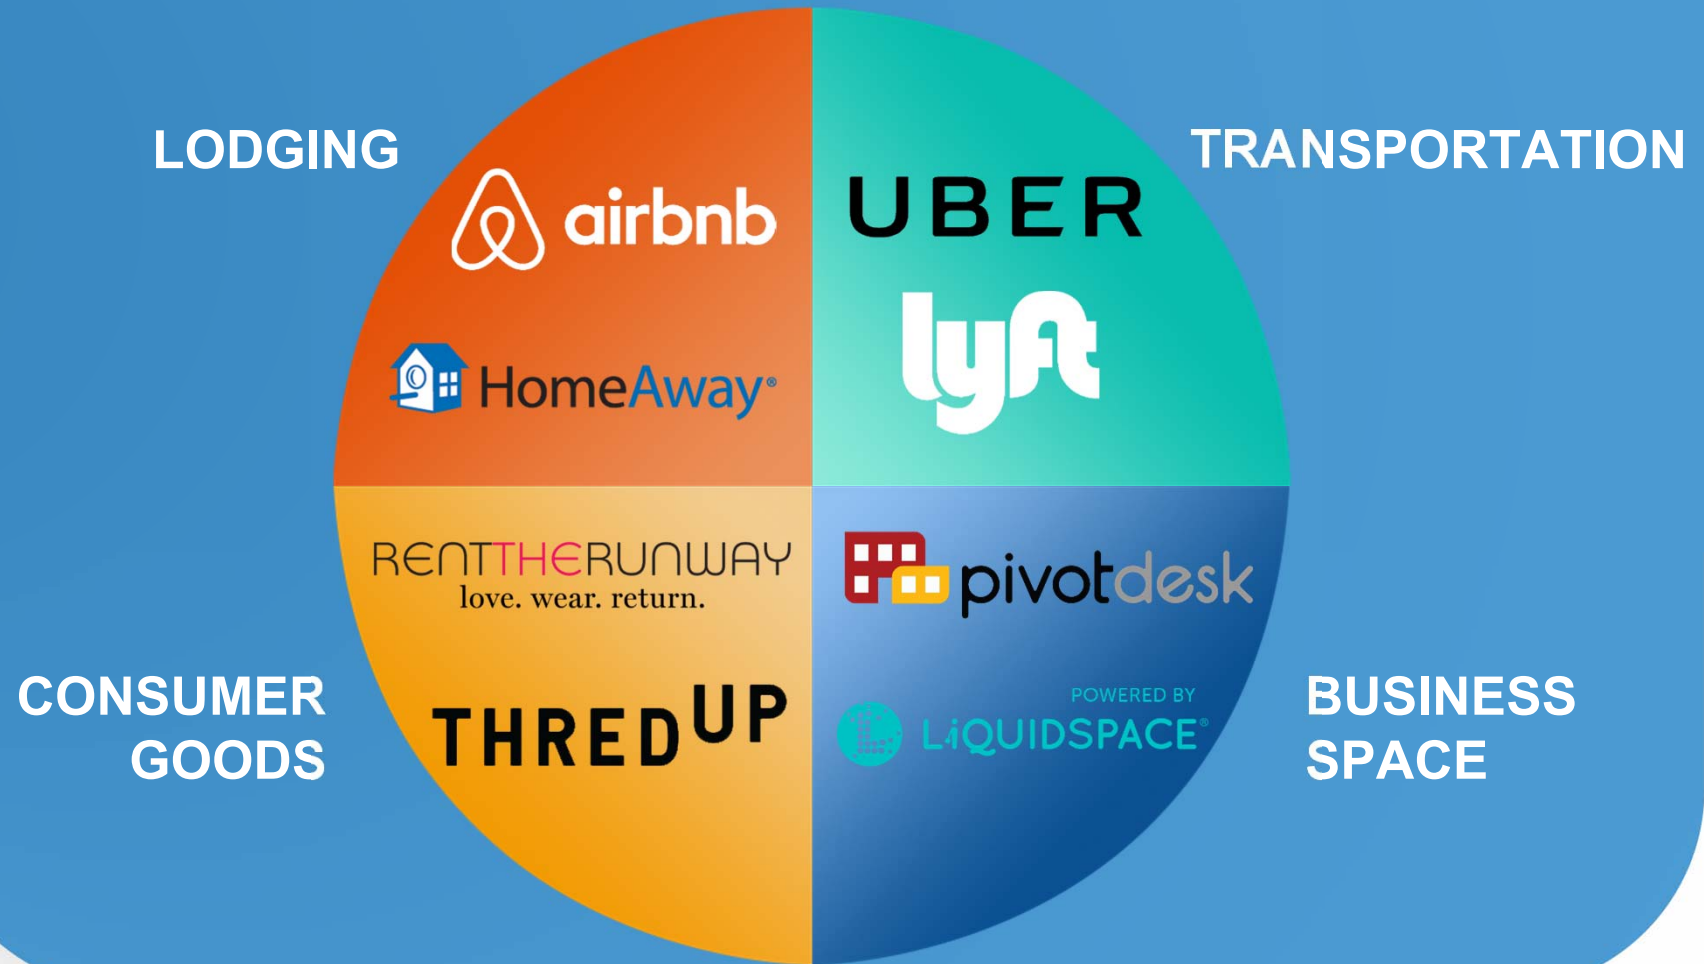 LODGING
airbnb
HomeAway®
TRANSPORTATION
UBER
lyft
CONSUMER
GOODS
RENTTHERUNWAY
love. wear. return.
THREDUP
pivotdesk
POWERED BY
LiQUIDSPACE®
BUSINESS
SPACE